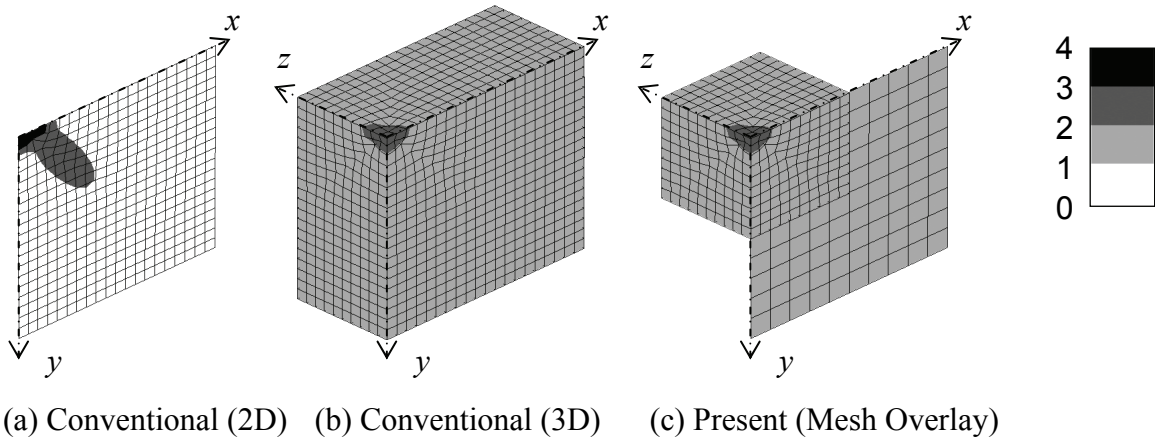 x
z
x
z
x
y
y
y
4
3
2
1
0
(a) Conventional (2D)
(b) Conventional (3D)
(c) Present (Mesh Overlay)